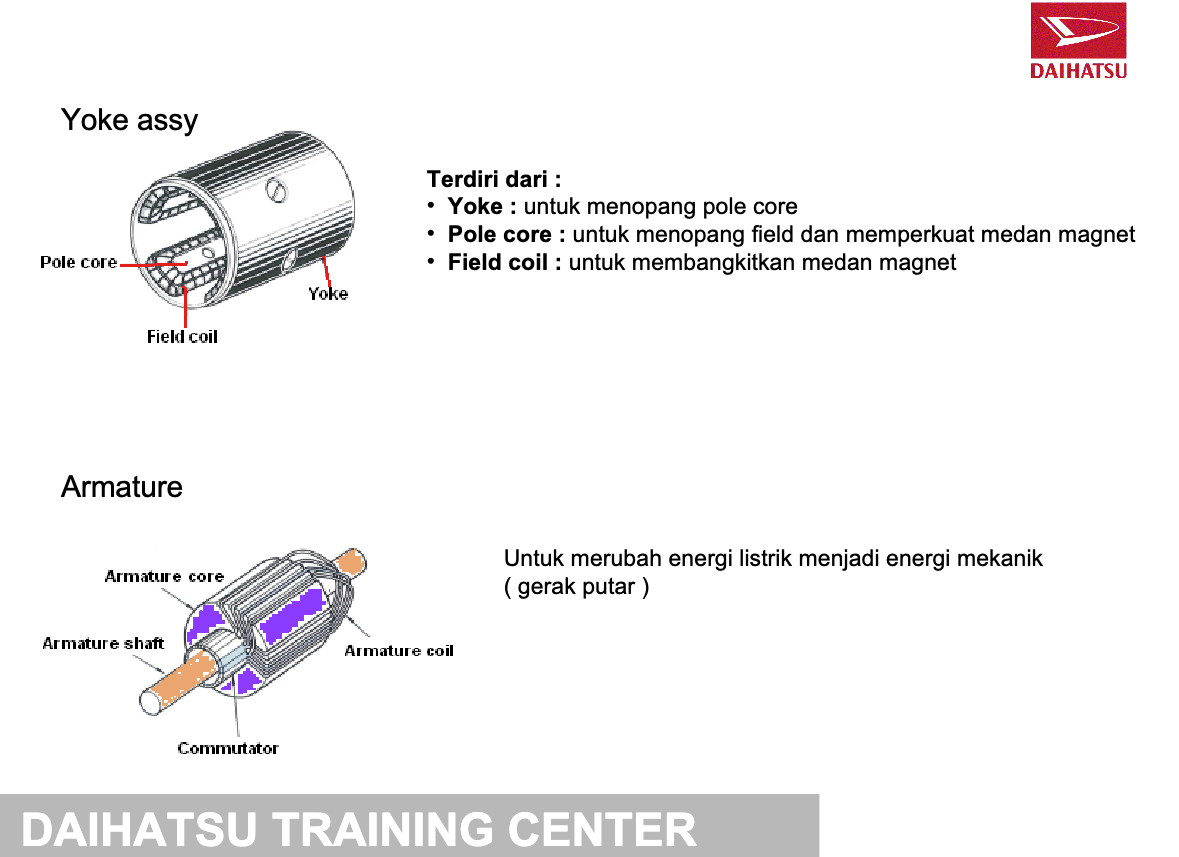 DAIHATSU
Yoke assy
Terdiri dari :
• Yoke : untuk menopang pole core
• Pole core : untuk menopang field dan memperkuat medan magnet
• Field coil : untuk membangkitkan medan magnet
Pole core
Yoke
Field coil
Armature
Untuk merubah energi listrik menjadi energi mekanik
( gerak putar )
Armature core
Armature shaft
Armature coil
Commutator
DAIHATSU TRAINING CENTER